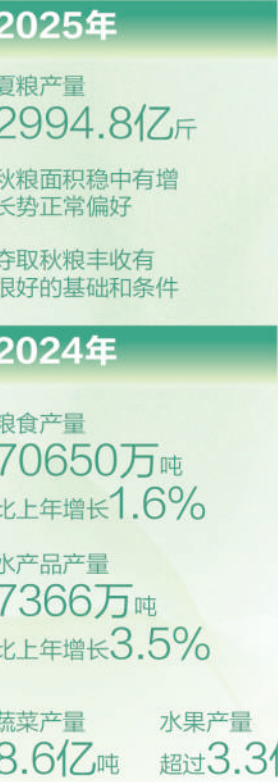 2025年
夏粮产量
2994.8亿斤
秋粮面积稳中有增
长势正常偏好
夺取秋粮丰收有
很好的基础和条件
2024年
粮食产量
70650万吨
比上年增长1.6%
水产品产量
7366万吨
比上年增长3.5%
蔬菜产量 水果产量
8.6亿吨 超过3.3亿